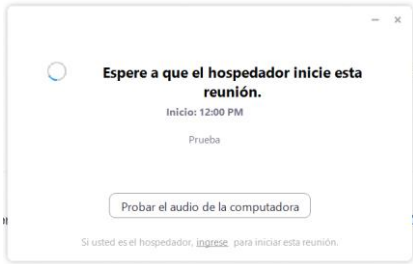 Espere a que el hospedador inicie esta
reunión.
Inicio: 12:00 PM
Prueba
Probar el audio de la computadora
Si usted es el hospedador, ingrese para iniciar esta reunión.